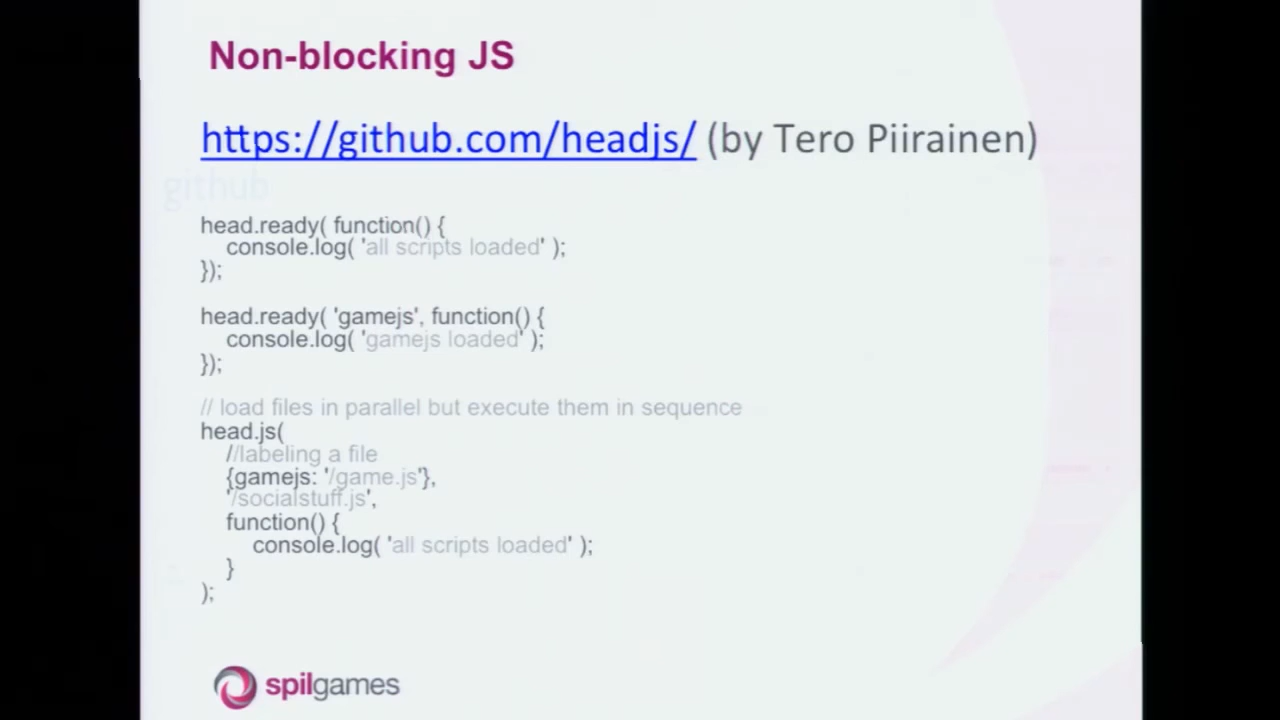 Non-blocking JS
https://github.com/headjs/ (by Tero Piirainen)
github
head.ready( function() {
console.log( 'all scripts loaded' );
});
head.ready( 'gamejs', function() {
console.log( 'gamejs loaded' );
});
// load files in parallel but execute them in sequence
head.js(
//labeling a file
{gamejs: '/game.js'},
'/socialstuff.js',
function() {
console.log( 'all scripts loaded' );
}
);
spilgames